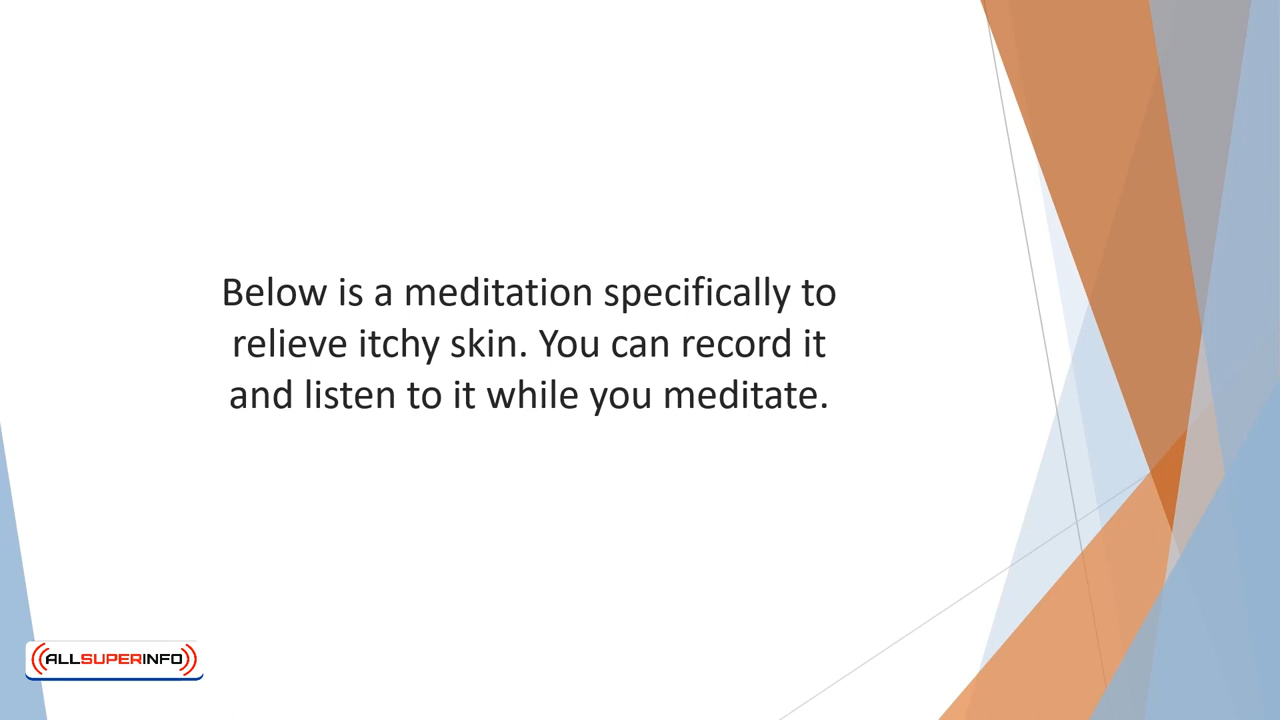 Below is a meditation specifically to
relieve itchy skin. You can record it
and listen to it while you meditate.
ALLSUPERINFO